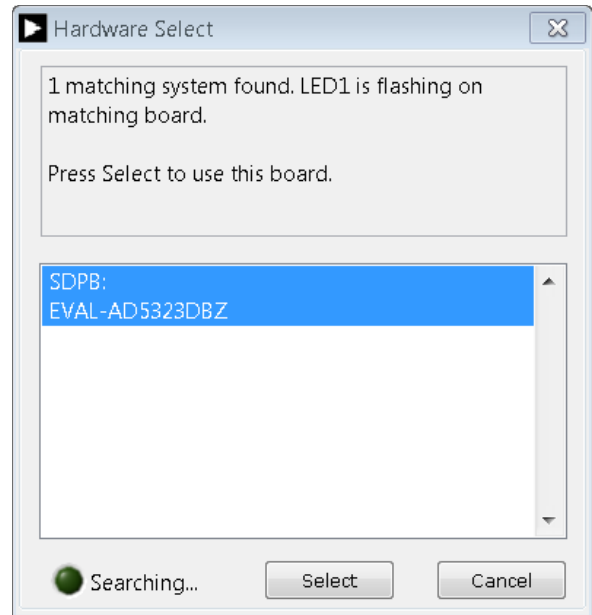 Hardware Select
1 matching system found. LED1 is flashing on
matching board.
Press Select to use this board.
SDPB:
EVAL-AD5323DBZ
Searching...
Select
Cancel